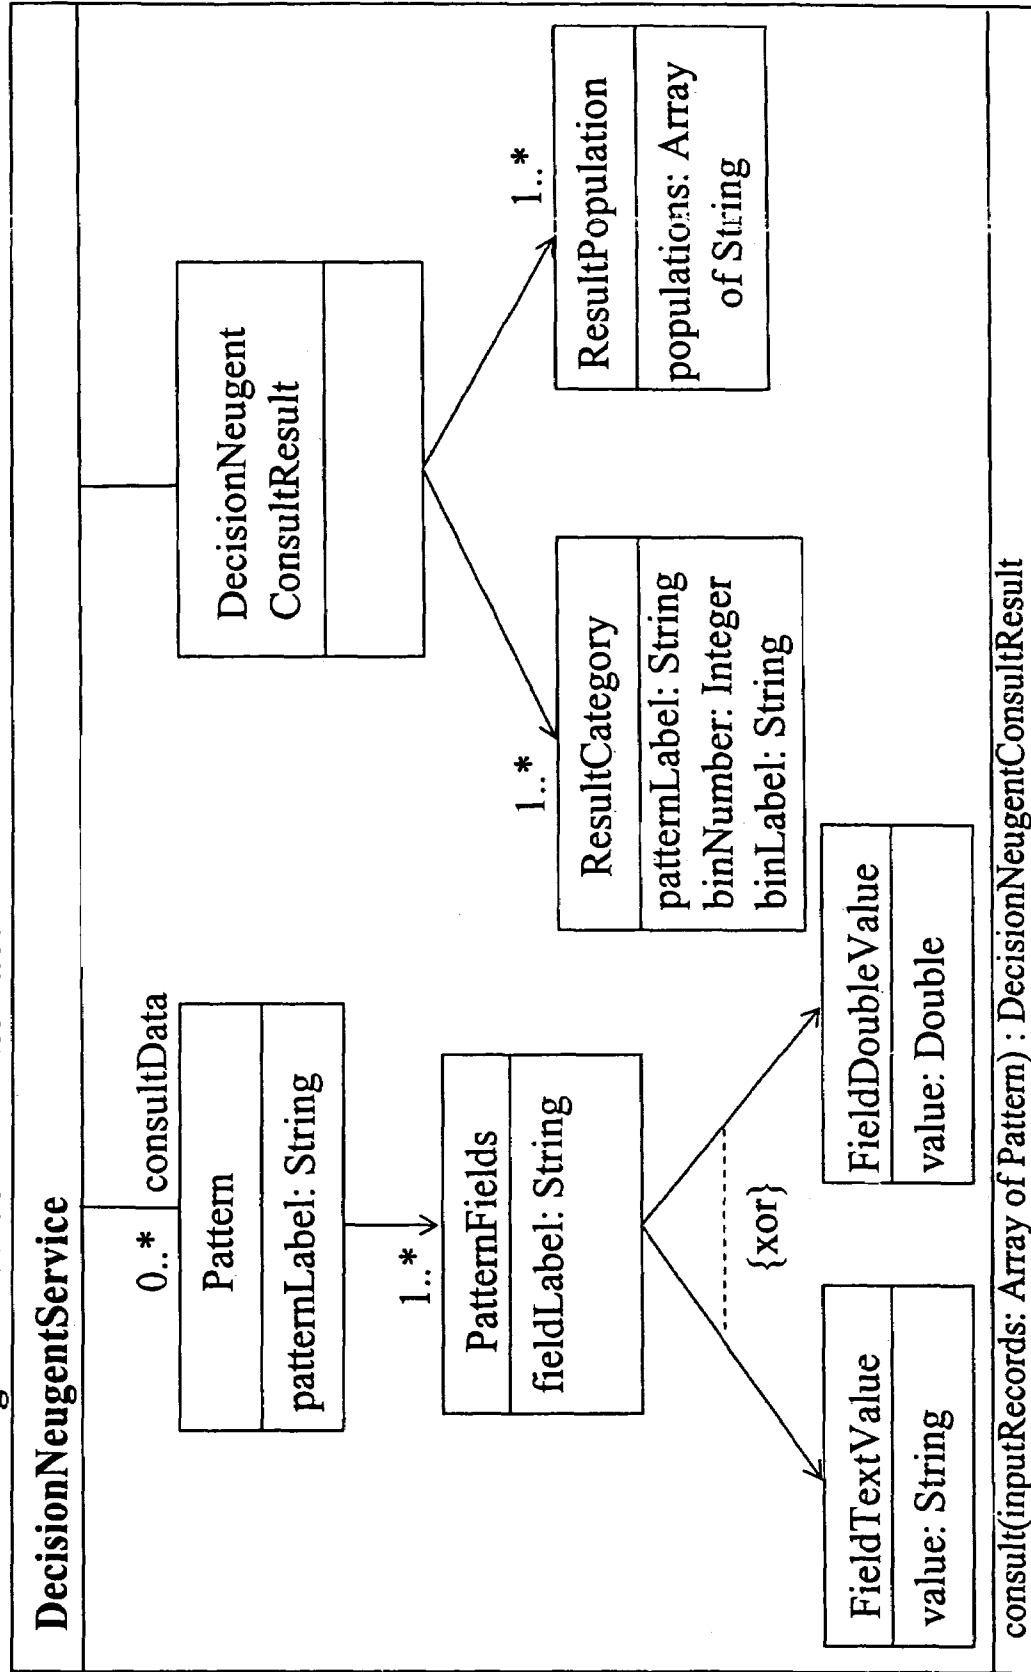 DecisionNeugentService
0..*
consultData
Pattern
patternLabel: String
1..*
PatternFields
fieldLabel: String
{xor}
FieldTextValue
value: String
FieldDoubleValue
value: Double
DecisionNeugent
ConsultResult
1..*
ResultCategory
patternLabel: String
binNumber: Integer
binLabel: String
1..*
ResultPopulation
populations: Array
of String
consult(inputRecords: Array of Pattern) : DecisionNeugentConsultResult